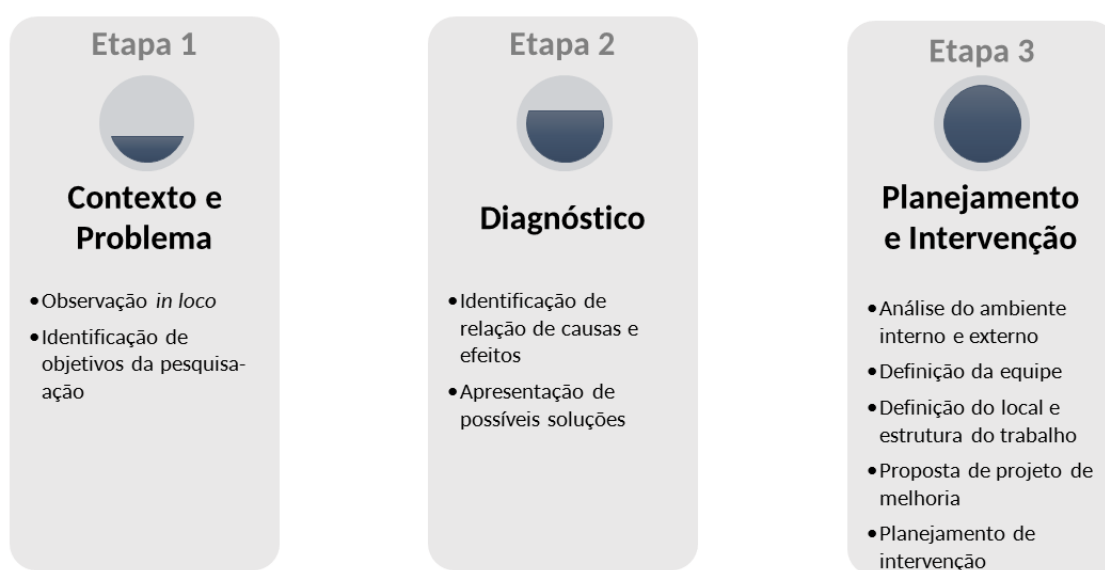 Etapa 1
Contexto e
Problema
•Observação in loco
•Identificação de
objetivos da pesquisa-
ação
Etapa 2
Diagnóstico
•Identificação de
relação de causas e
efeitos
•Apresentação de
possíveis soluções
Etapa 3
Planejamento
e Intervenção
•Análise do ambiente
interno e externo
•Definição da equipe
•Definição do local e
estrutura do trabalho
•Proposta de projeto de
melhoria
•Planejamento de
intervenção